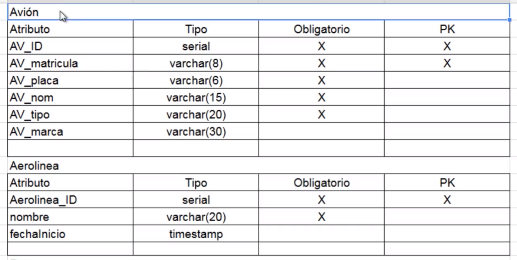 Avión
Atributo Tipo Obligatorio PK
AV_ID serial X X
AV_matricula varchar(8) X X
AV_placa varchar(6) X
AV_nom varchar(15) X
AV_tipo varchar(20) X
AV_marca varchar(30)
Aerolinea
Atributo Tipo Obligatorio PK
Aerolinea_ID serial X X
nombre varchar(20) X
fechaInicio timestamp